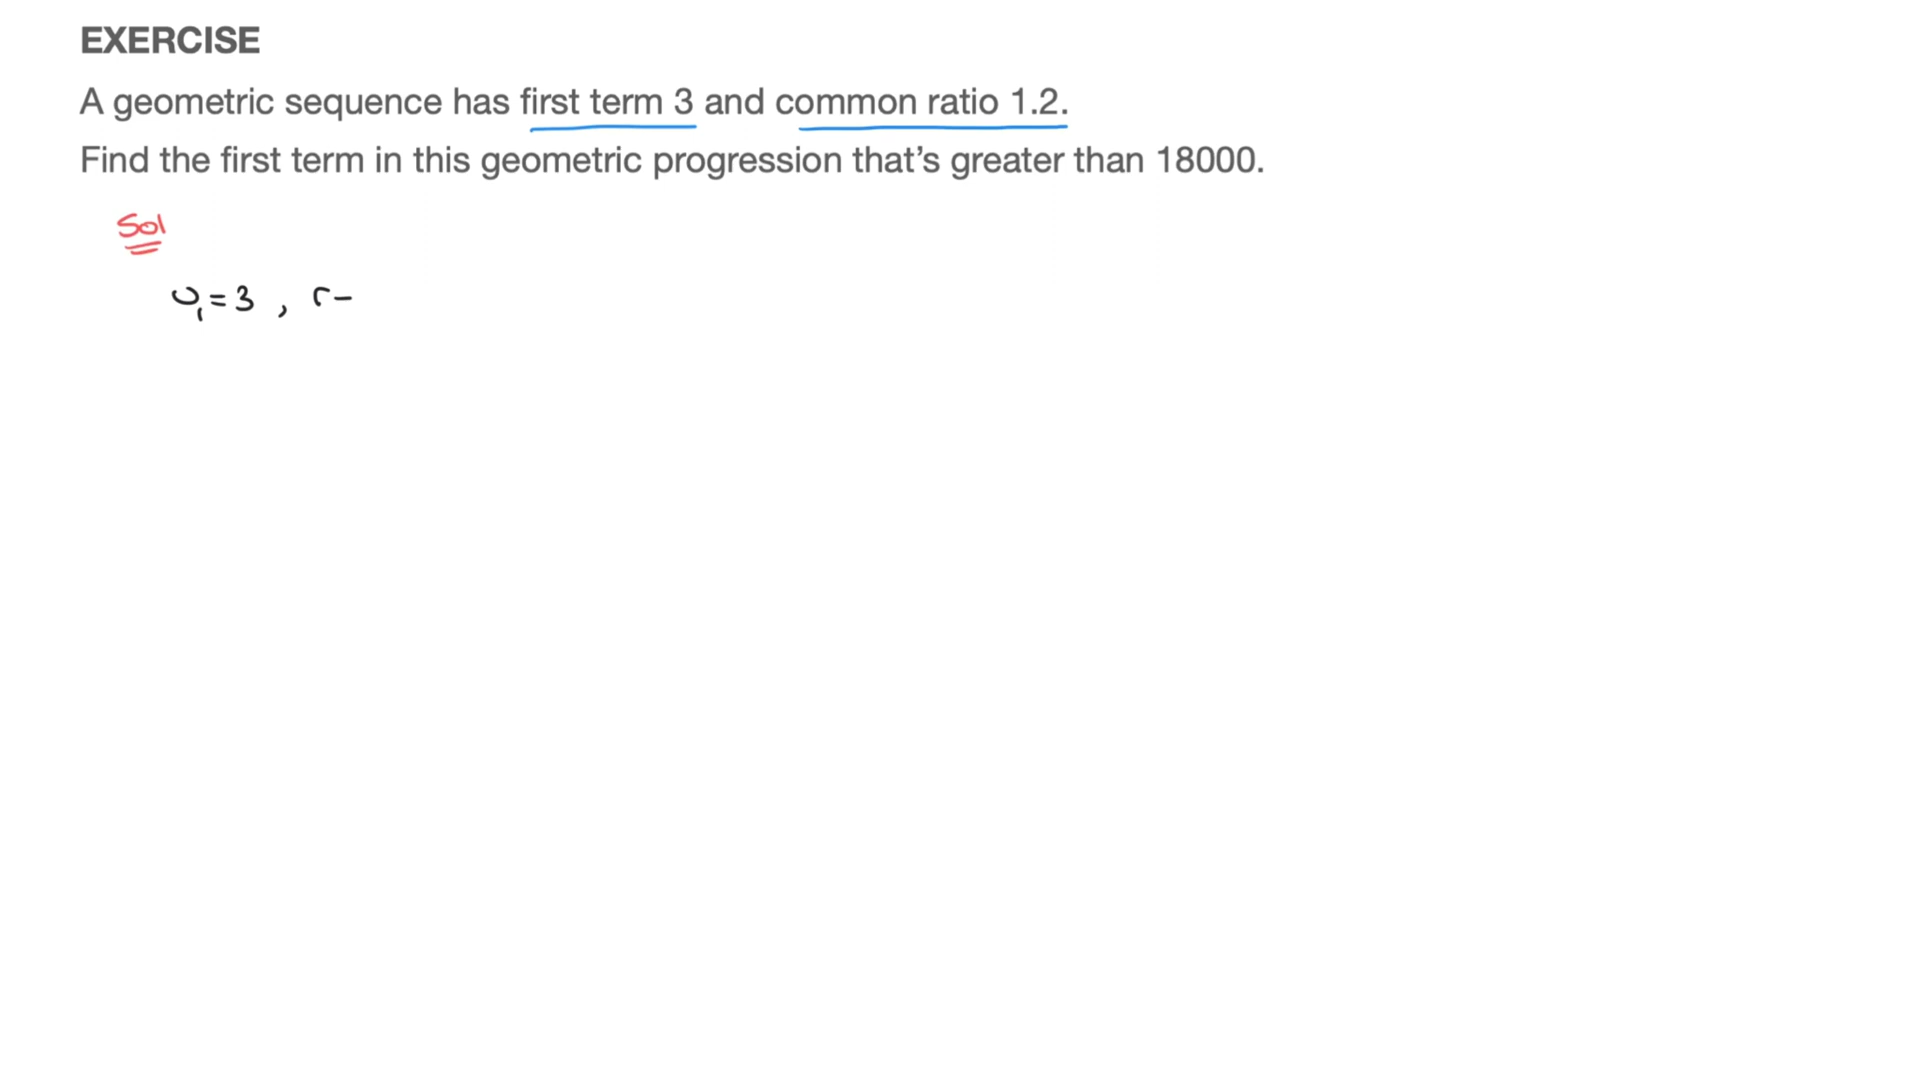 EXERCISE
A geometric sequence has first term 3 and common ratio 1.2.
Find the first term in this geometric progression that’s greater than 18000.
Sol
u₁=3 , r-